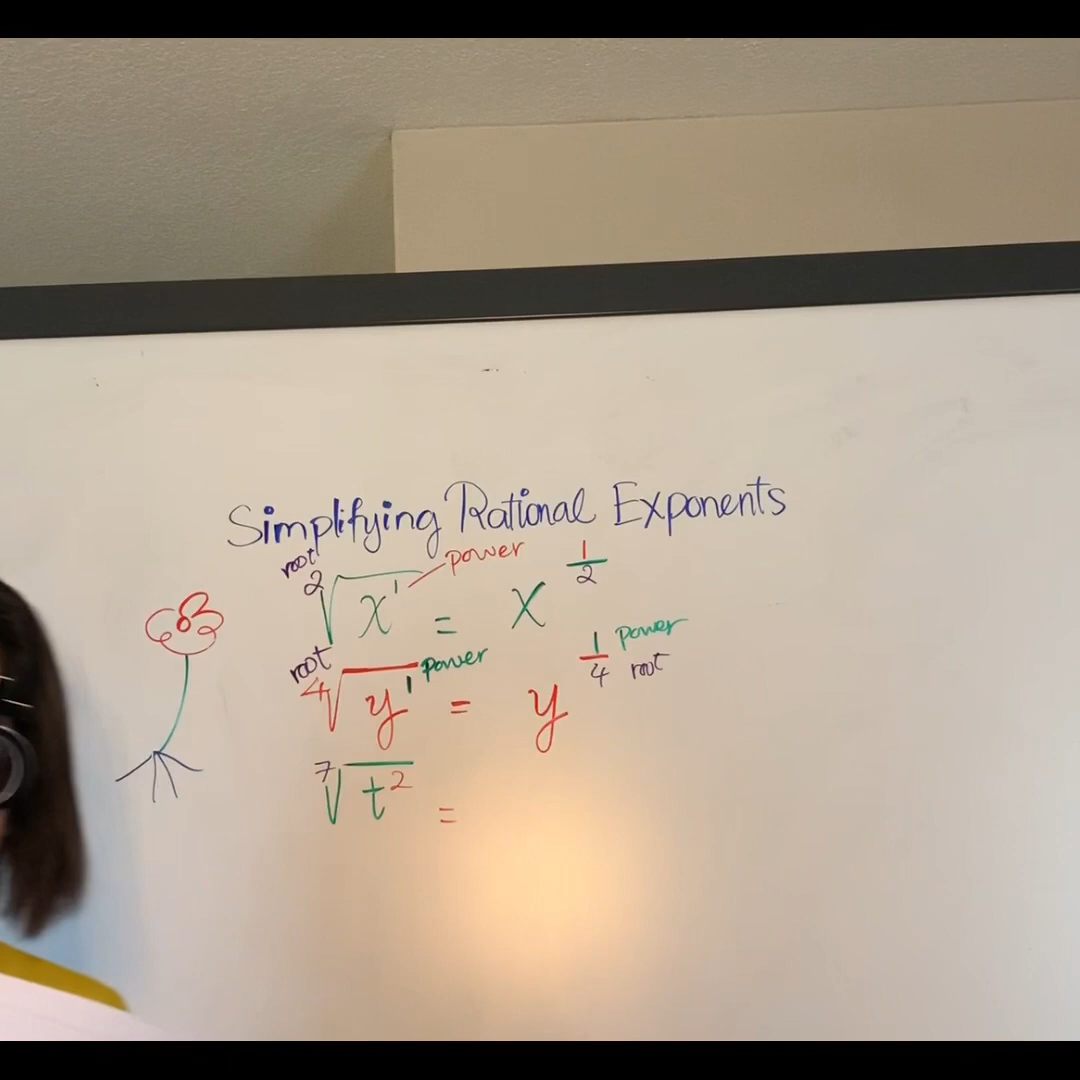 Simplifying Rational Exponents
root power
²√x¹ = x^(1/2)
root power power
⁴√y¹ = y^(1/4) root
⁷√t² =